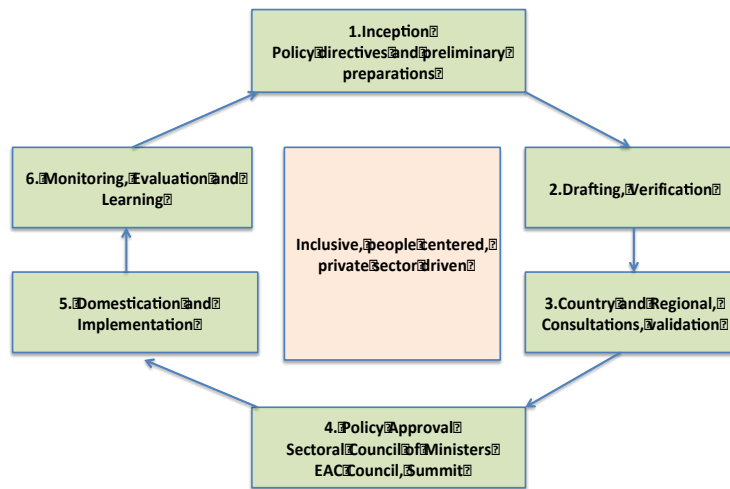 1.Inception
Policy directives and preliminary
preparations
2.Drafting, Verification
3.Country and Regional,
Consultations, validation
4. Policy Approval
Sectoral Council of Ministers
EAC Council, Summit
5. Domestication and
Implementation
6. Monitoring, Evaluation and
Learning
Inclusive, people centered,
private sector driven